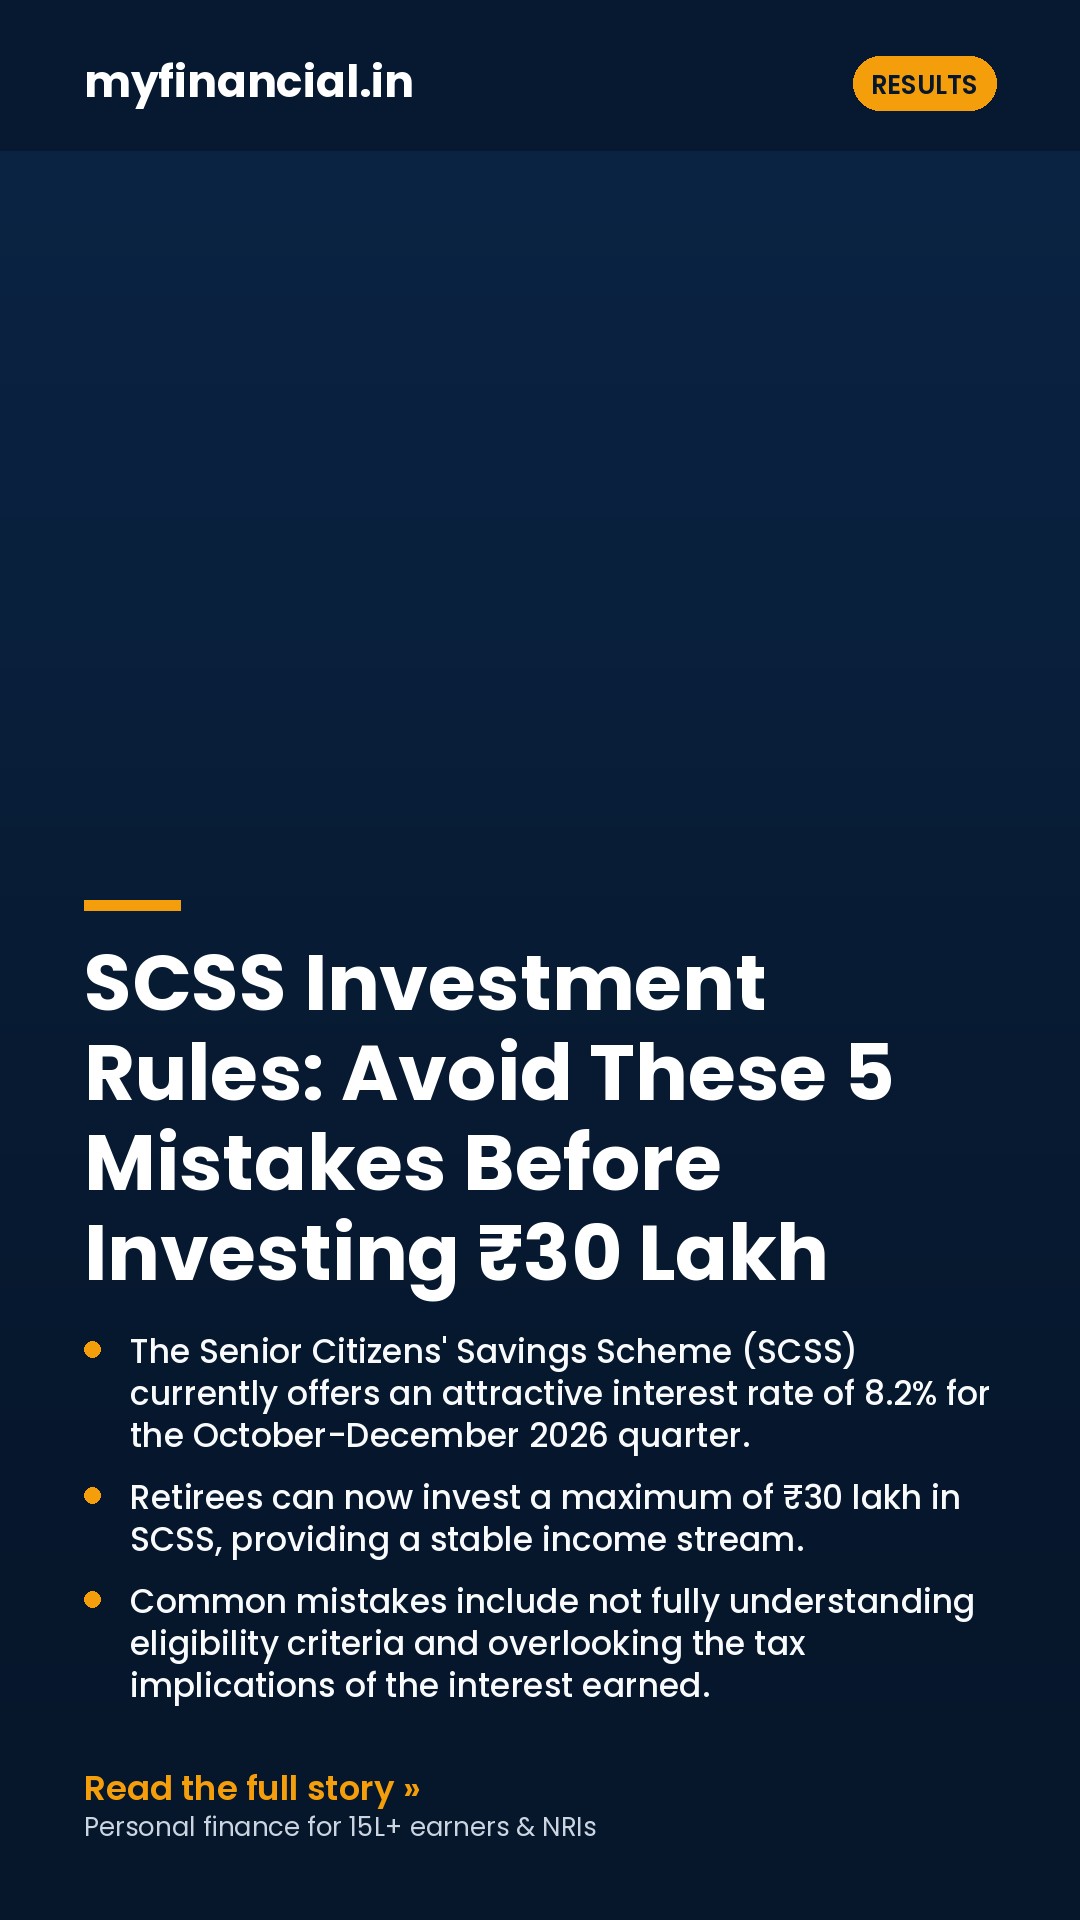 myfinancial.in
RESULTS
SCSS Investment
Rules: Avoid These 5
Mistakes Before
Investing ₹30 Lakh
The Senior Citizens' Savings Scheme (SCSS)
currently offers an attractive interest rate of 8.2% for
the October-December 2026 quarter.
Retirees can now invest a maximum of ₹30 lakh in
SCSS, providing a stable income stream.
Common mistakes include not fully understanding
eligibility criteria and overlooking the tax
implications of the interest earned.
Read the full story »
Personal finance for 15L+ earners & NRIs